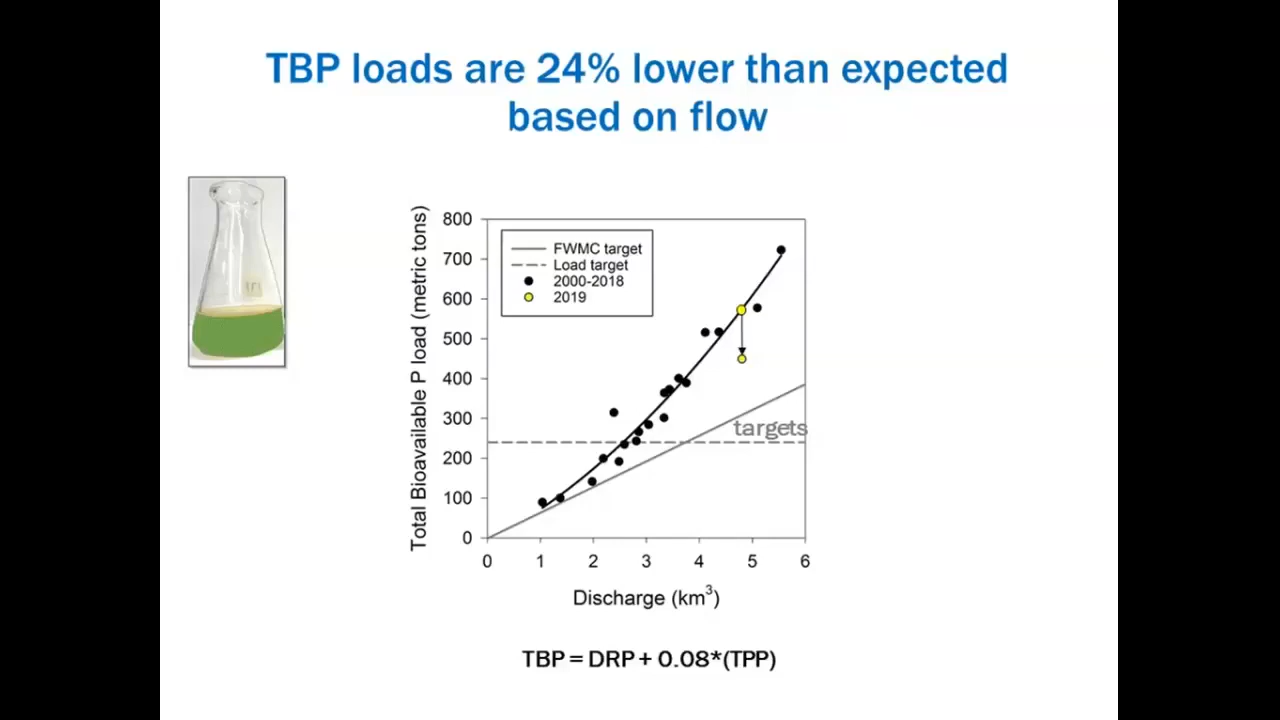 TBP loads are 24% lower than expected
based on flow
Total Bioavailable P load (metric tons)
800
700
600
500
400
300
200
100
0
FWMC target
Load target
2000-2018
2019
targets
0 1 2 3 4 5 6
Discharge (km³)
TBP = DRP + 0.08*(TPP)